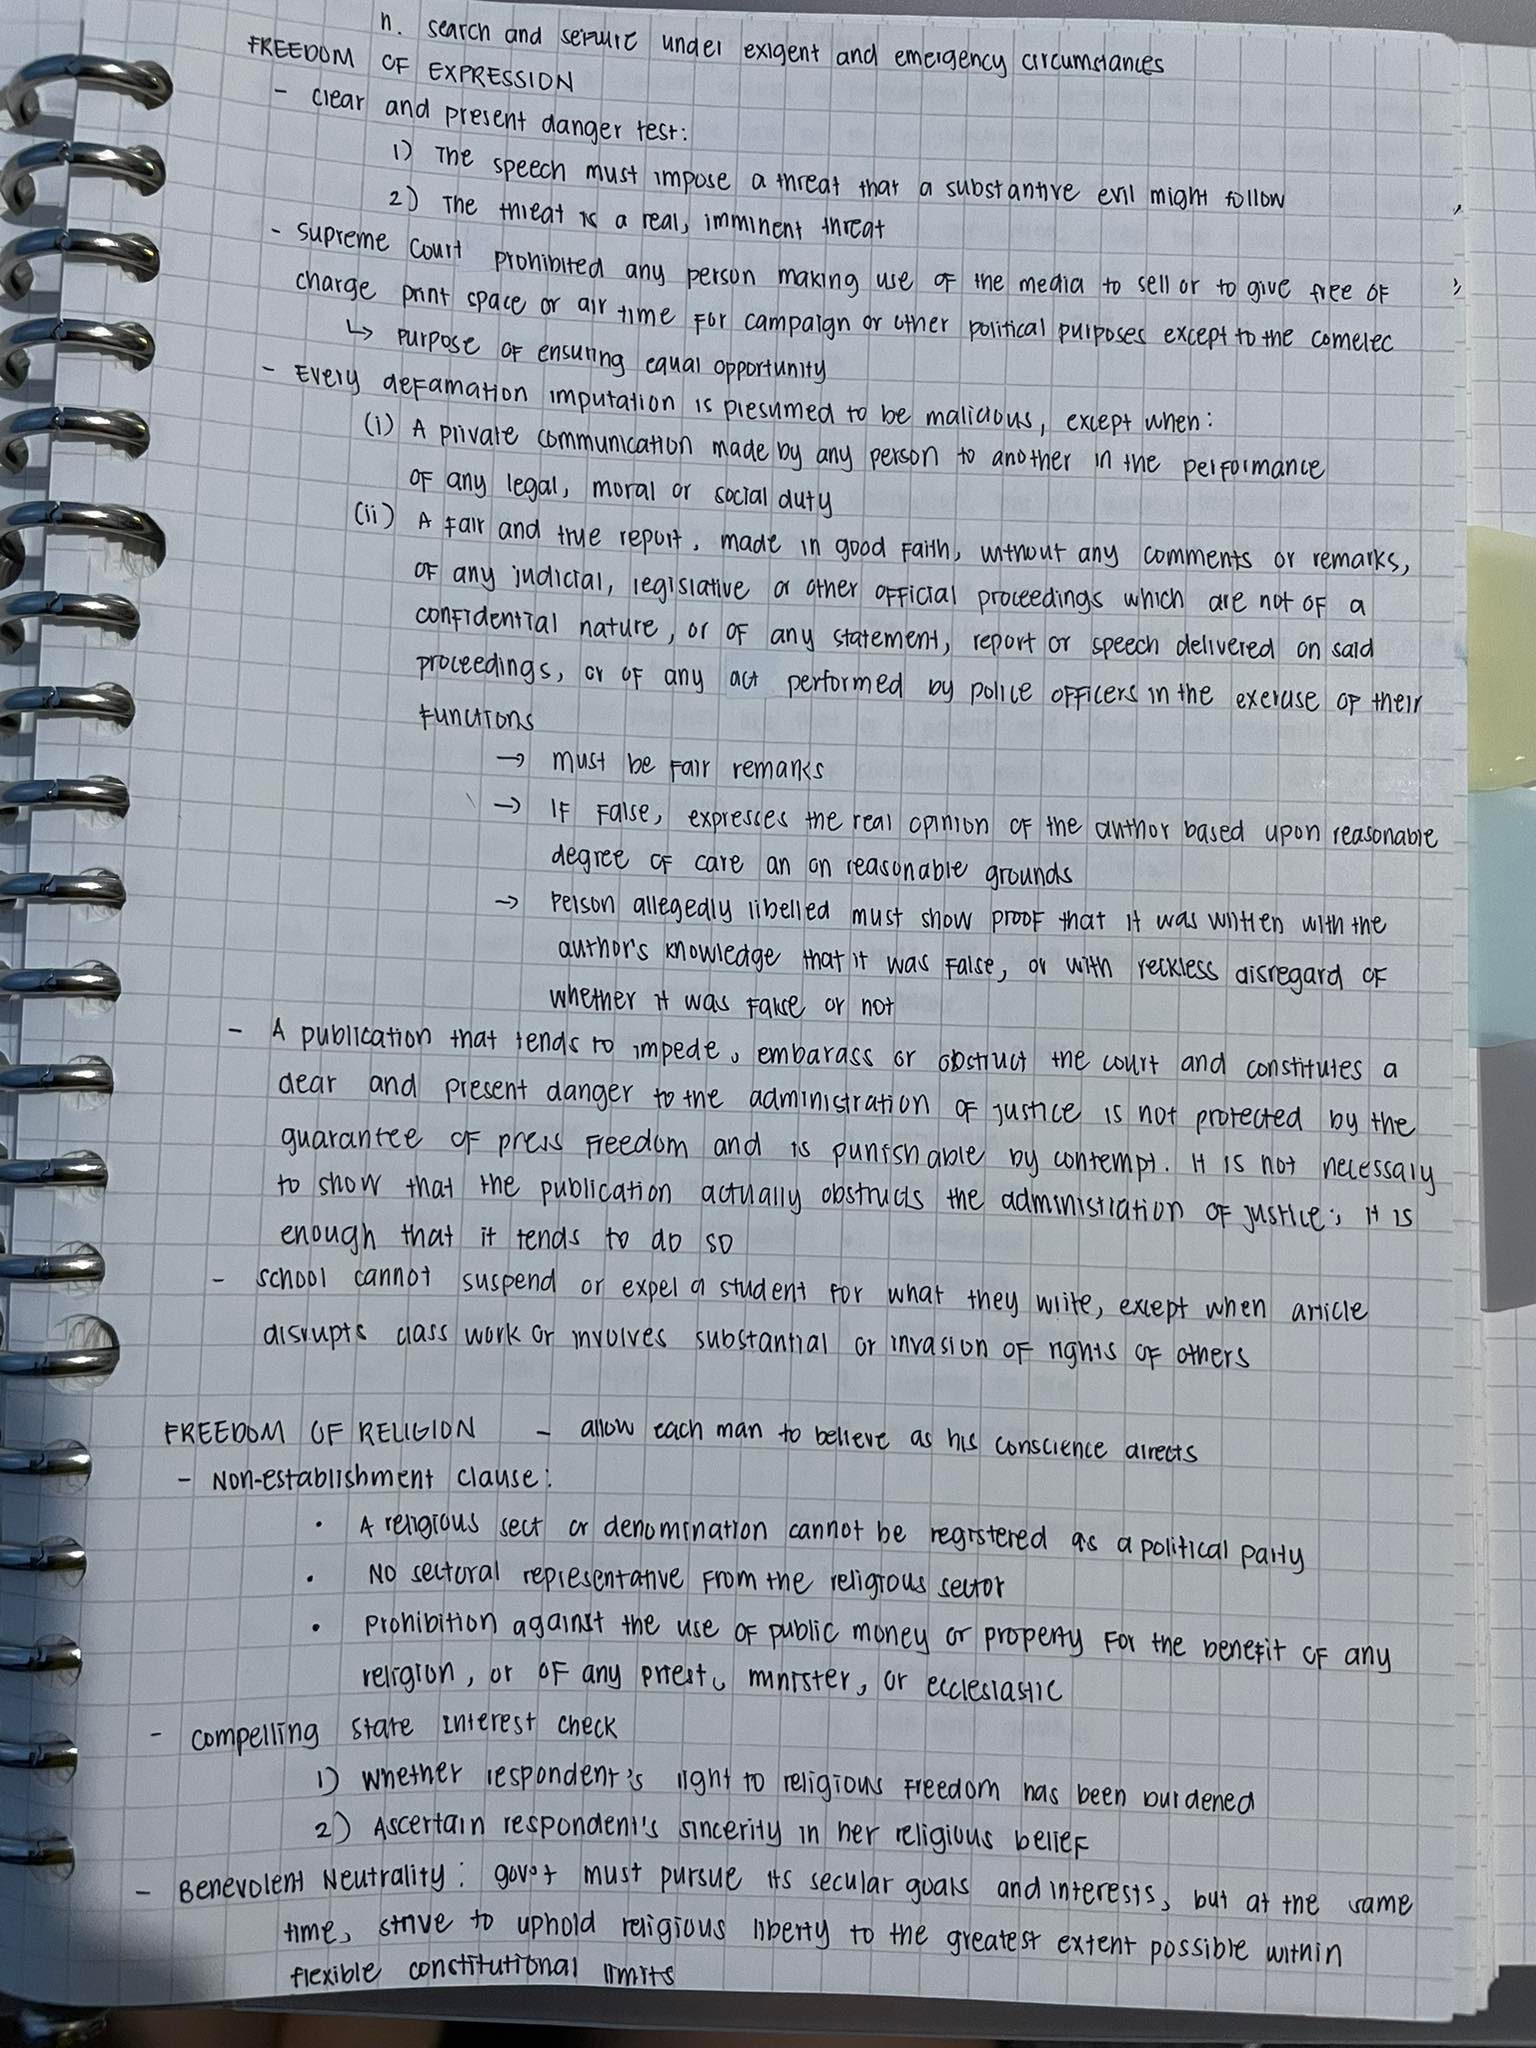 n. search and seizure under exigent and emergency circumstances
FREEDOM OF EXPRESSION
- clear and present danger test:
1) The speech must impose a threat that a substantive evil might follow
2) The threat is a real, imminent threat
- Supreme Court prohibited any person making use of the media to sell or to give free of
charge print space or air time for campaign or other political purposes except to the comelec
↳ purpose of ensuring equal opportunity
- Every defamation imputation is presumed to be malicious, except when:
(i) A private communication made by any person to another in the performance
of any legal, moral or social duty
(ii) A fair and true report, made in good faith, without any comments or remarks,
of any judicial, legislative or other official proceedings which are not of a
confidential nature, or of any statement, report or speech delivered on said
proceedings, or of any act performed by police officers in the exercise of their
functions
→ must be fair remarks
→ If false, expresses the real opinion of the author based upon reasonable
degree of care an on reasonable grounds
→ Person allegedly libelled must show proof that it was written with the
author's knowledge that it was false, or with reckless disregard of
whether it was false or not
- A publication that tends to impede, embarass or obstruct the court and constitutes a
clear and present danger to the administration of justice is not protected by the
guarantee of press freedom and is punishable by contempt. It is not necessary
to show that the publication actually obstructs the administration of justice; it is
enough that it tends to do so
- school cannot suspend or expel a student for what they write, except when article
disrupts class work or involves substantial or invasion of rights of others
FREEDOM OF RELIGION - allow each man to believe as his conscience directs
- Non-establishment clause:
• A religious sect or denomination cannot be registered as a political party
• No sectoral representative from the religious sector
• Prohibition against the use of public money or property for the benefit of any
religion, or of any priest, minister, or ecclesiastic
- compelling state interest check
1) Whether respondent's right to religious freedom has been burdened
2) Ascertain respondent's sincerity in her religious belief
- Benevolent Neutrality: gov't must pursue its secular goals and interests, but at the same
time, strive to uphold religious liberty to the greatest extent possible within
flexible constitutional limits